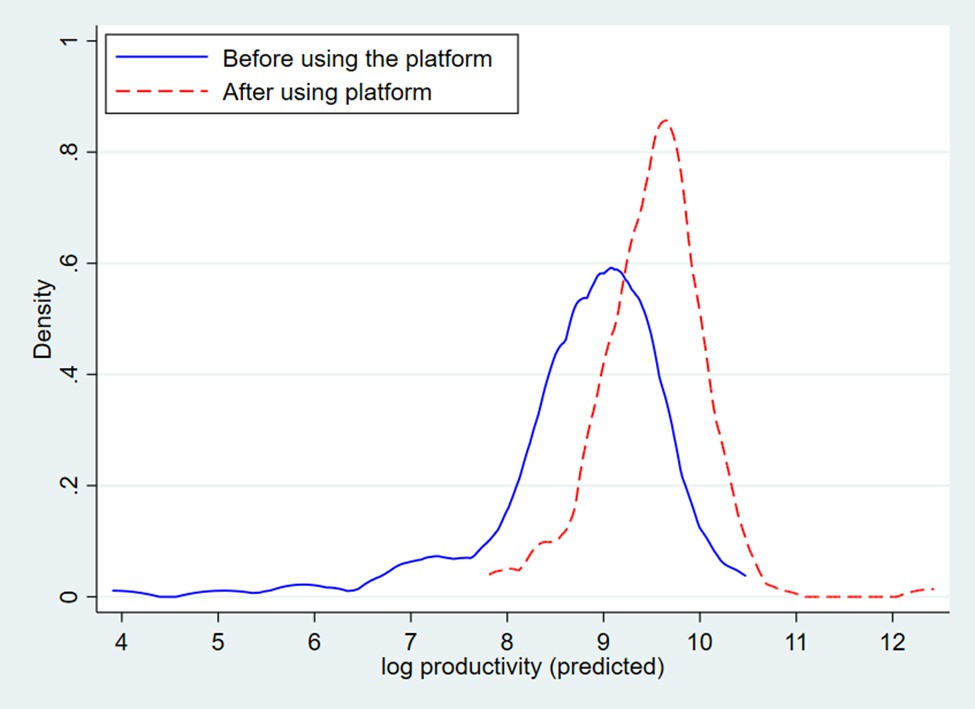 Before using the platform
After using platform
1
.8
.6
.4
.2
0
Density
4 5 6 7 8 9 10 11 12
log productivity (predicted)